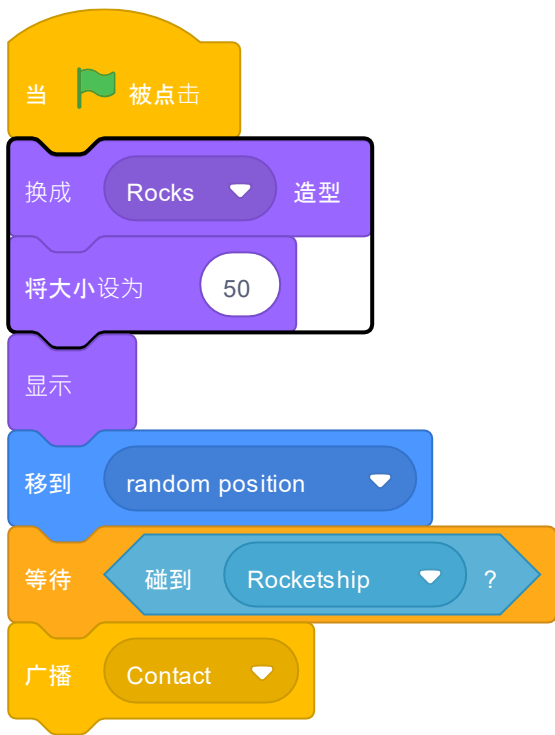 当 被点击
换成 Rocks 造型
将大小设为 50
显示
移到 random position
等待 碰到 Rocketship ?
广播 Contact